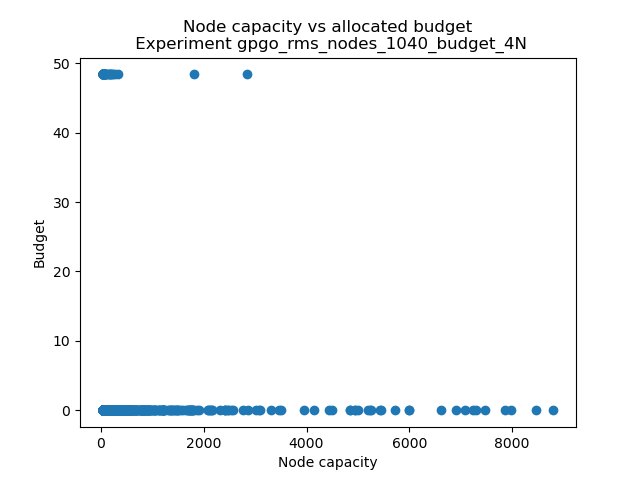 Node capacity vs allocated budget
Experiment gpgo_rms_nodes_1040_budget_4N
50
40
30
20
10
0
Budget
0 2000 4000 6000 8000
Node capacity